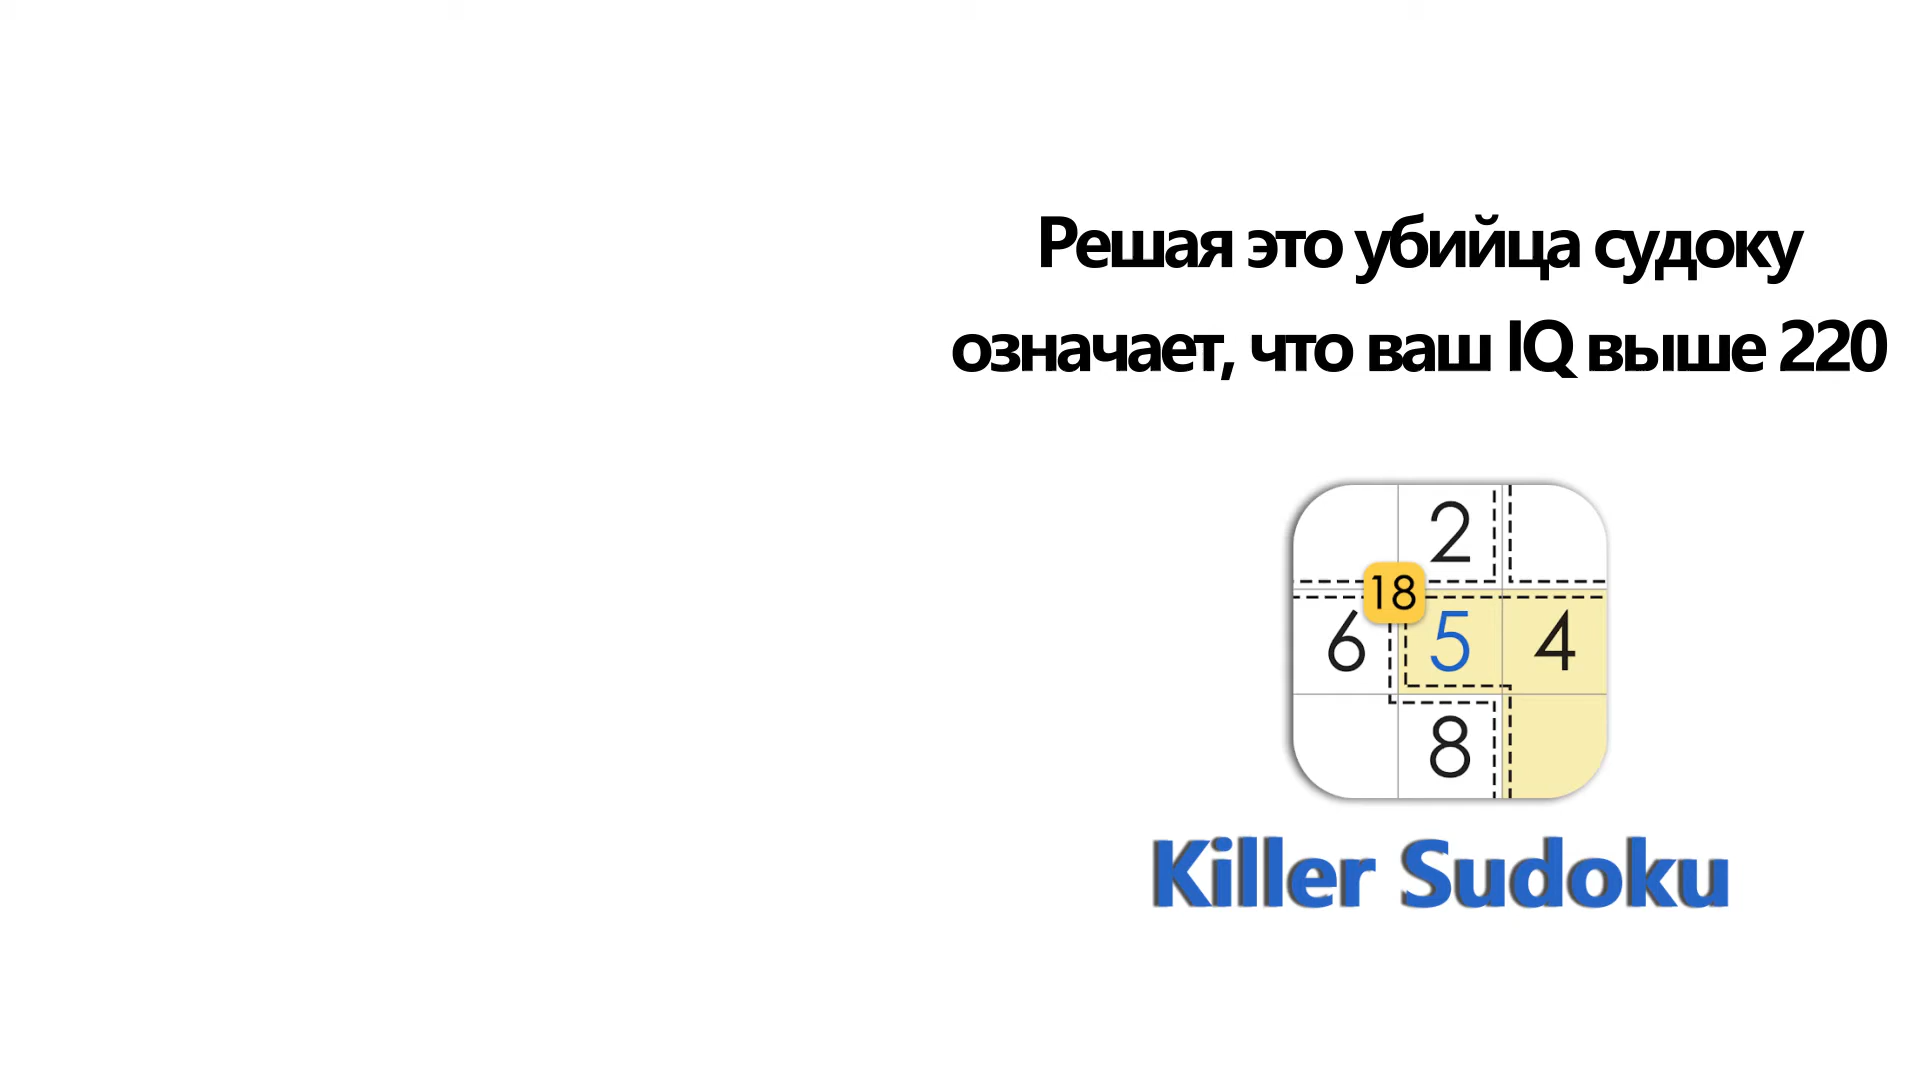 Решая это убийца судоку
означает, что ваш IQ выше 220
2
18
6 5 4
8
Killer Sudoku